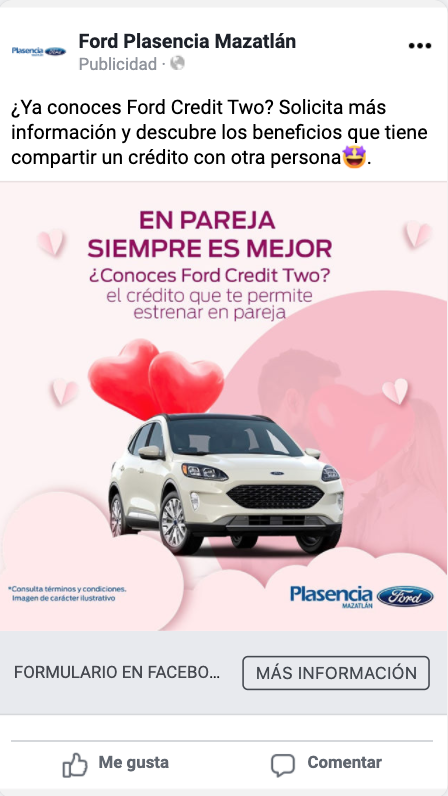 Plasencia Ford
Ford Plasencia Mazatlán
Publicidad ·
¿Ya conoces Ford Credit Two? Solicita más
información y descubre los beneficios que tiene
compartir un crédito con otra persona🤩.
EN PAREJA
SIEMPRE ES MEJOR
¿Conoces Ford Credit Two?
el crédito que te permite
estrenar en pareja
*Consulta términos y condiciones.
Imagen de carácter ilustrativo
Plasencia Ford
MAZATLÁN
FORMULARIO EN FACEBO...
MÁS INFORMACIÓN
Me gusta
Comentar